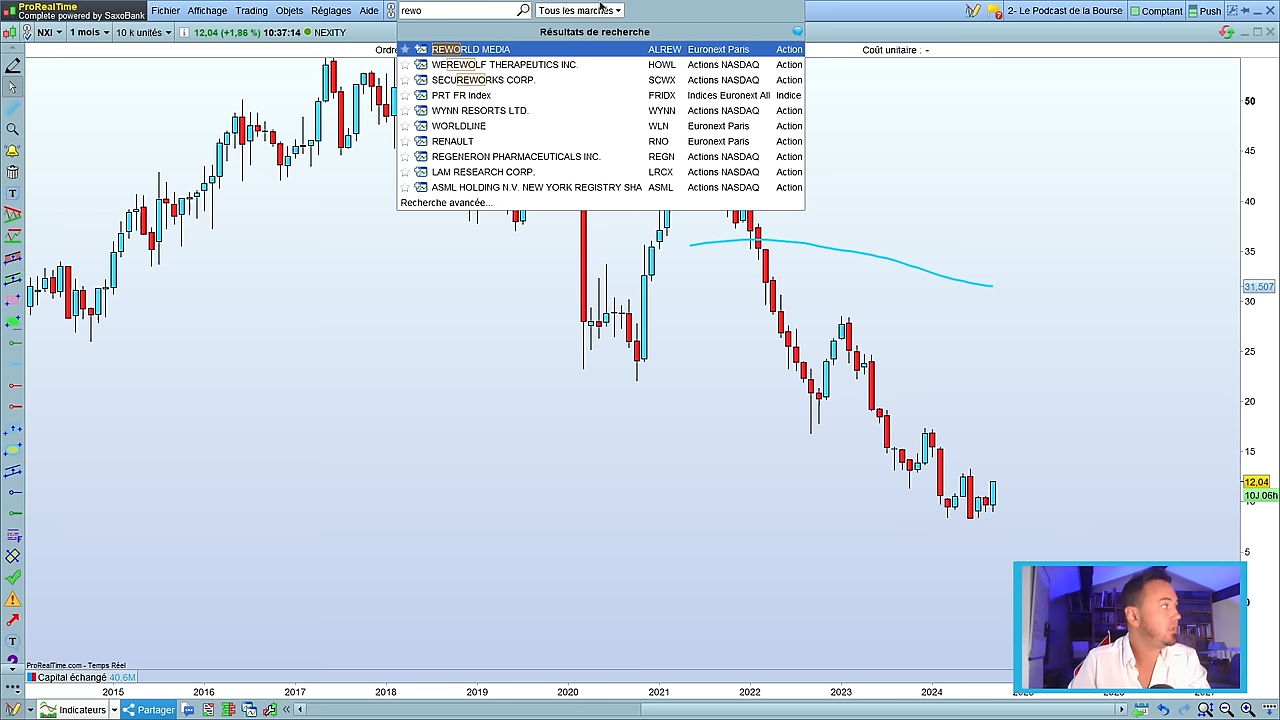 ProRealTime
Complete powered by SaxoBank
Fichier Affichage Trading Objets Réglages Aide
rewo
Tous les marchés
2- Le Podcast de la Bourse Comptant Push
NXI 1 mois 10 k unités 12,04 (+1,86 %) 10:37:14 NEXITY
Résultats de recherche
Ordre
REWORLD MEDIA ALREW Euronext Paris Action
Coût unitaire : -
WEREWOLF THERAPEUTICS INC. HOWL Actions NASDAQ Action
SECUREWORKS CORP. SCWX Actions NASDAQ Action
PRT FR Index FRIDX Indices Euronext All Indice
WYNN RESORTS LTD. WYNN Actions NASDAQ Action
WORLDLINE WLN Euronext Paris Action
RENAULT RNO Euronext Paris Action
REGENERON PHARMACEUTICALS INC. REGN Actions NASDAQ Action
LAM RESEARCH CORP. LRCX Actions NASDAQ Action
ASML HOLDING N.V. NEW YORK REGISTRY SHA ASML Actions NASDAQ Action
Recherche avancée...
50
45
40
35
31,507
30
25
20
15
12,04
10J 06h
5
0
ProRealTime.com - Temps Réel
Capital échangé 40,6M
2015 2016 2017 2018 2019 2020 2021 2022 2023 2024
Indicateurs Partager